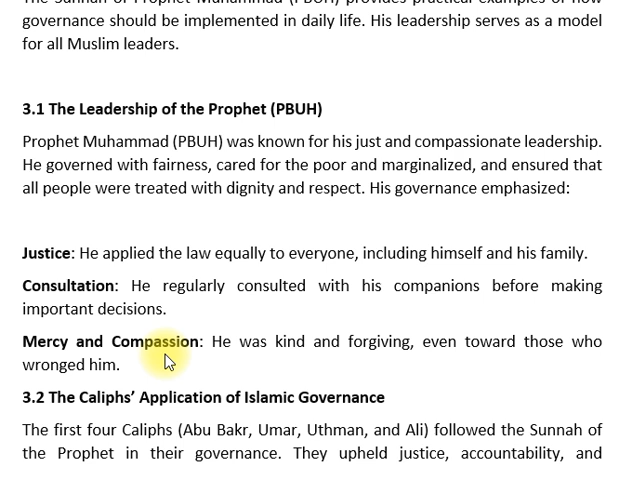 The Sunnah of Prophet Muhammad (PBUH) provides practical examples of how
governance should be implemented in daily life. His leadership serves as a model
for all Muslim leaders.
3.1 The Leadership of the Prophet (PBUH)
Prophet Muhammad (PBUH) was known for his just and compassionate leadership.
He governed with fairness, cared for the poor and marginalized, and ensured that
all people were treated with dignity and respect. His governance emphasized:
Justice: He applied the law equally to everyone, including himself and his family.
Consultation: He regularly consulted with his companions before making
important decisions.
Mercy and Compassion: He was kind and forgiving, even toward those who
wronged him.
3.2 The Caliphs’ Application of Islamic Governance
The first four Caliphs (Abu Bakr, Umar, Uthman, and Ali) followed the Sunnah of
the Prophet in their governance. They upheld justice, accountability, and